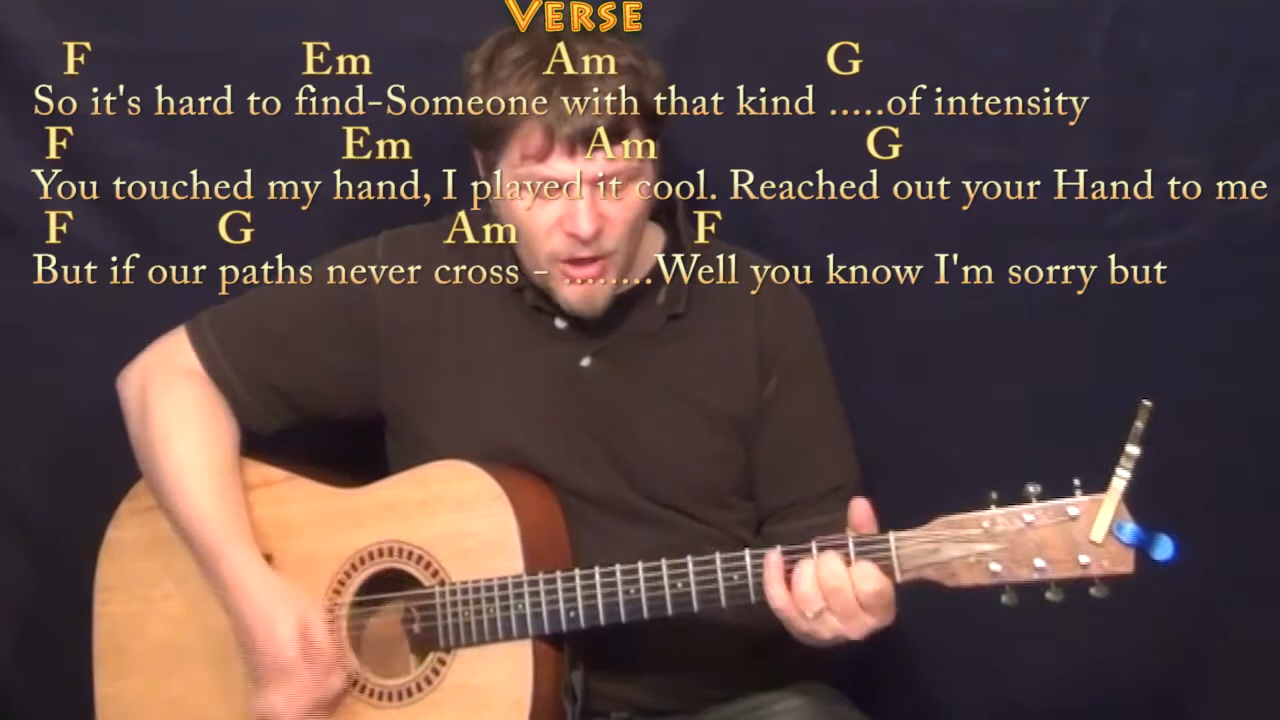 VERSE
F Em Am G
So it's hard to find-Someone with that kind .....of intensity
F Em Am G
You touched my hand, I played it cool. Reached out your Hand to me
F G Am F
But if our paths never cross - ........Well you know I'm sorry but